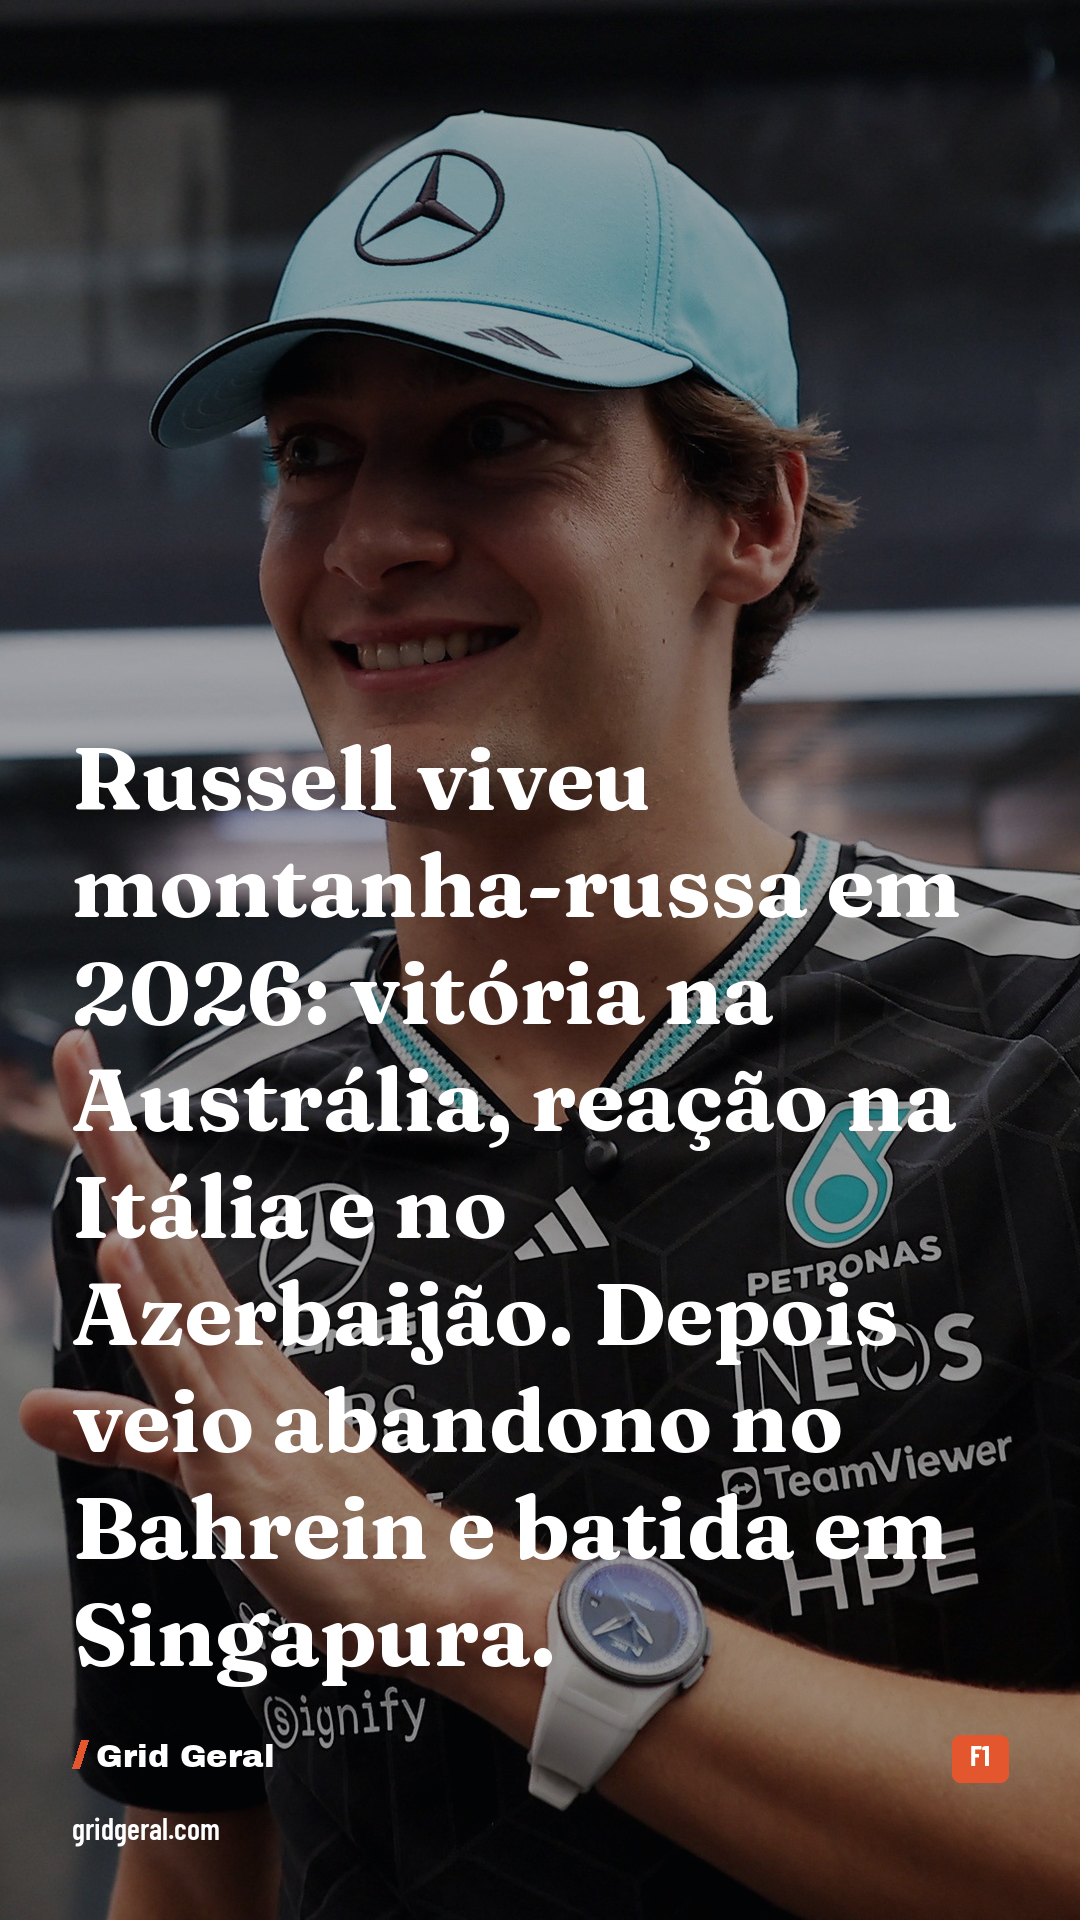 Russell viveu
montanha-russa em
2026: vitória na
Austrália, reação na
Itália e no
Azerbaijão. Depois
veio abandono no
Bahrein e batida em
Singapura.
PETRONAS
INEOS
TeamViewer
HPE
signify
/ Grid Geral
F1
gridgeral.com